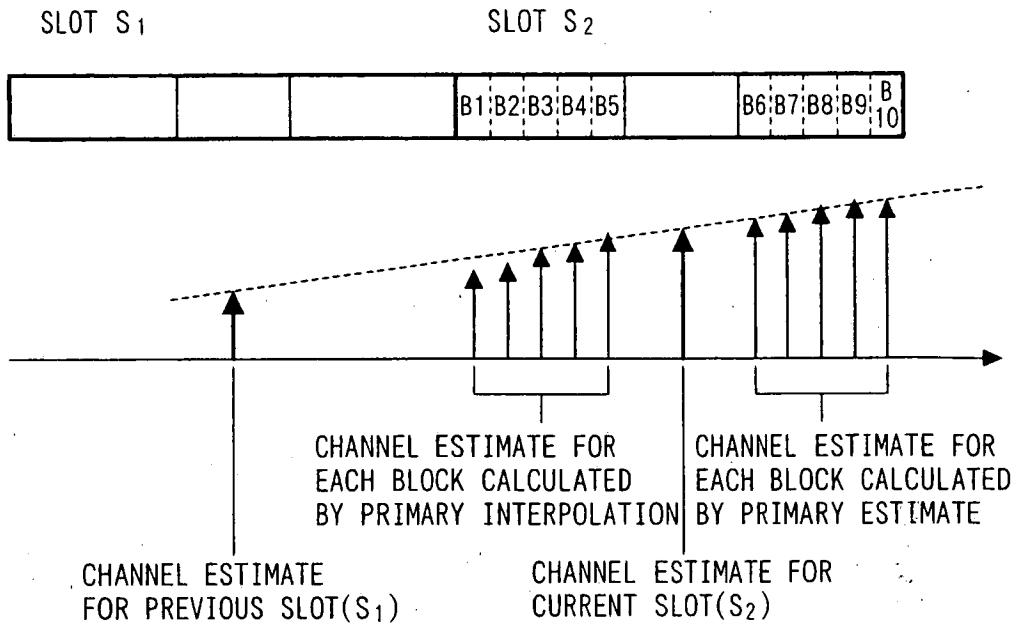 SLOT S1
SLOT S2
B1 B2 B3 B4 B5
B6 B7 B8 B9 B10
CHANNEL ESTIMATE FOR
EACH BLOCK CALCULATED
BY PRIMARY INTERPOLATION
CHANNEL ESTIMATE FOR
EACH BLOCK CALCULATED
BY PRIMARY ESTIMATE
CHANNEL ESTIMATE
FOR PREVIOUS SLOT(S1)
CHANNEL ESTIMATE FOR
CURRENT SLOT(S2)